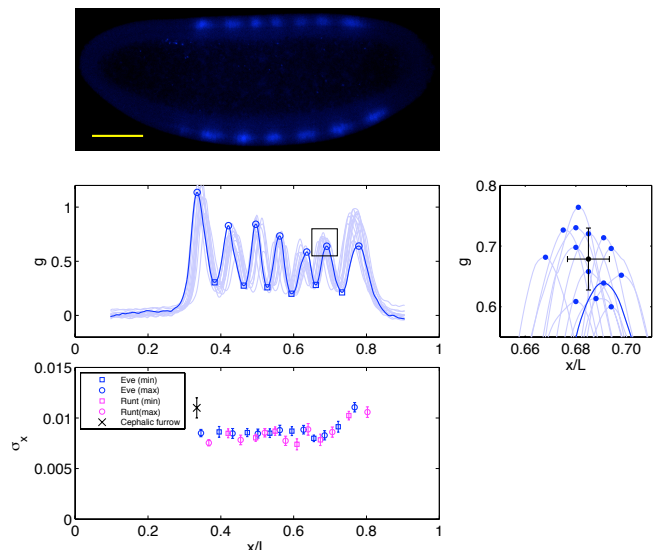 1
0.5
0
g
0 0.2 0.4 0.6 0.8 1
0.8
0.7
0.6
g
0.66 0.68 0.70
x/L
0.015
0.01
0.005
0
σx
Eve (min)
Eve (max)
Runt (min)
Runt(max)
Cephalic furrow
0 0.2 0.4 0.6 0.8 1
x/L